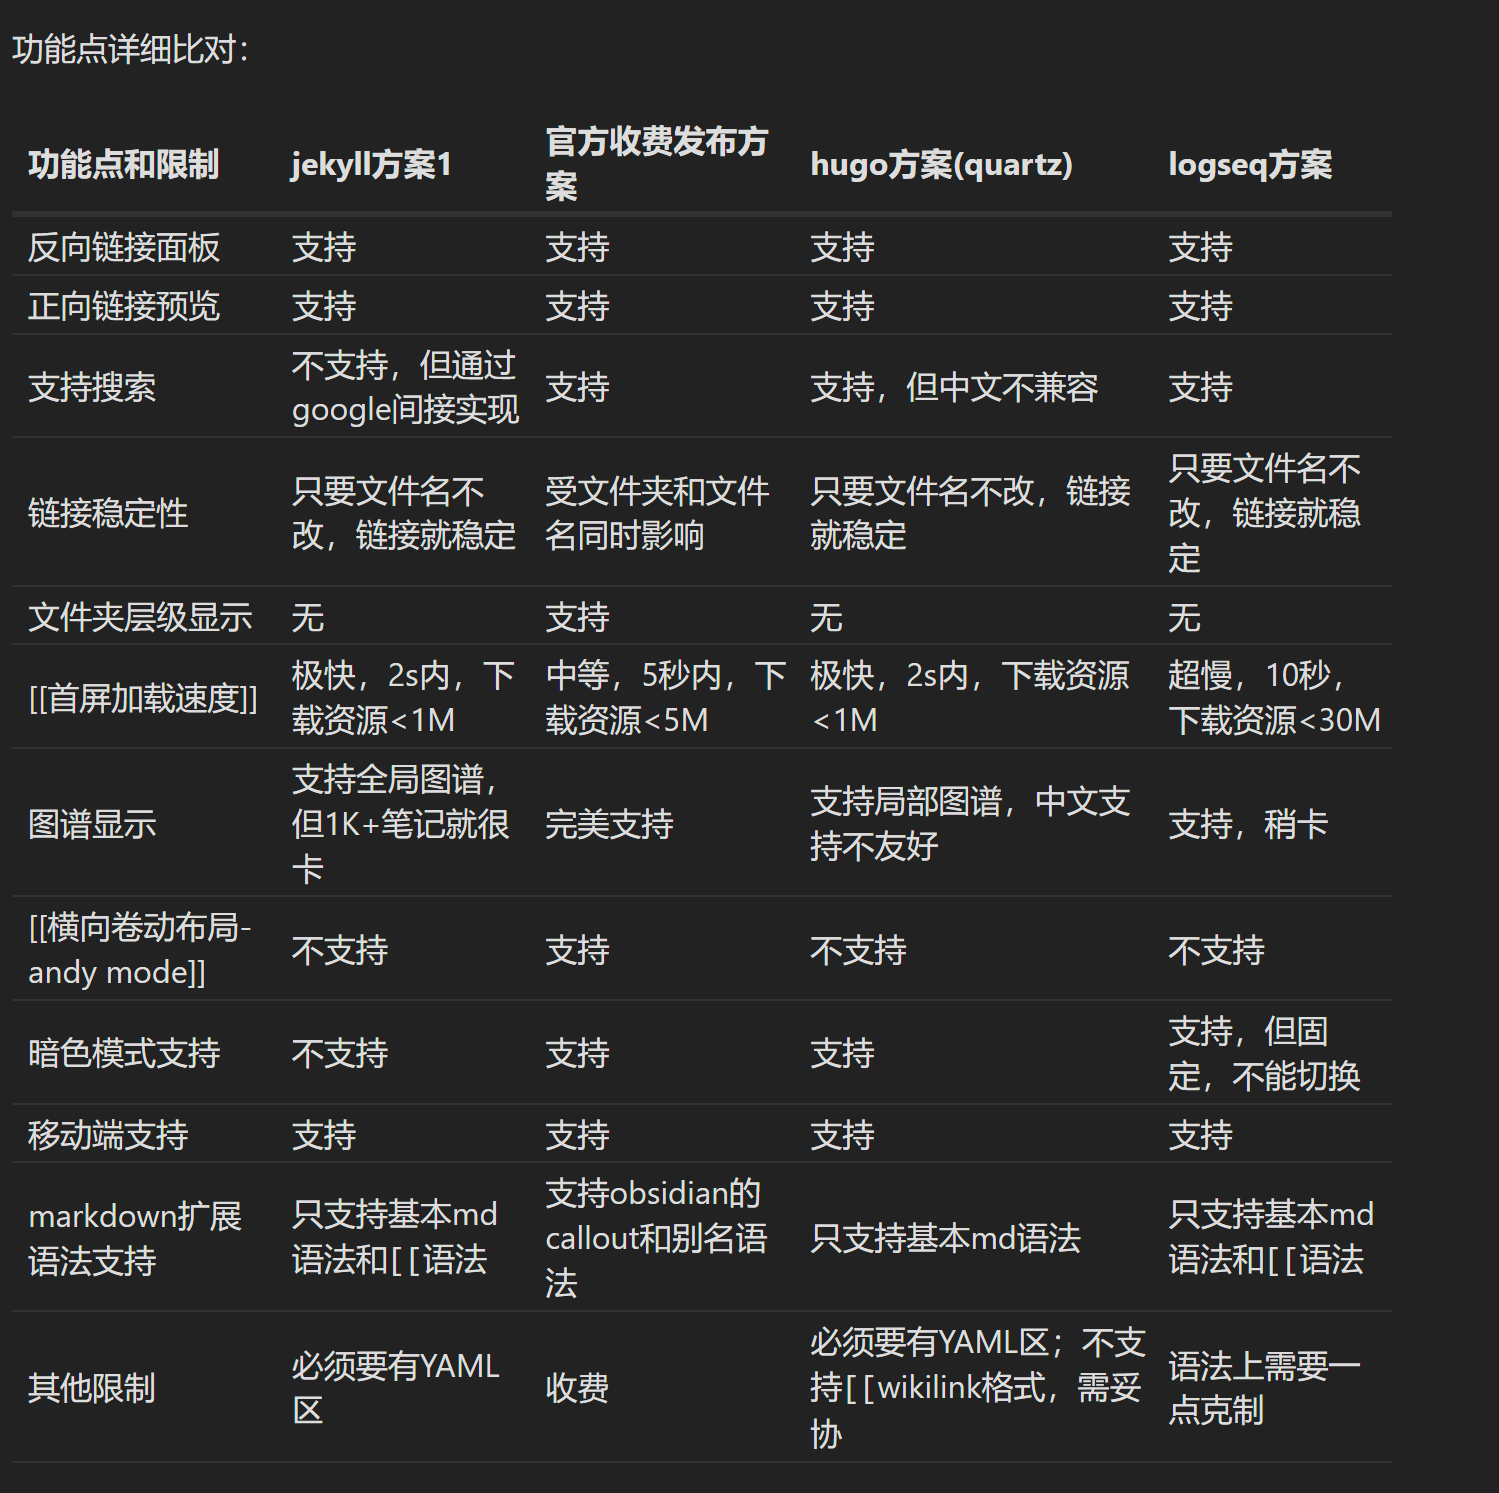 功能点详细比对：
功能点和限制 jekyll方案1 官方收费发布方案 hugo方案(quartz) logseq方案
反向链接面板 支持 支持 支持 支持
正向链接预览 支持 支持 支持 支持
支持搜索 不支持，但通过google间接实现 支持 支持，但中文不兼容 支持
链接稳定性 只要文件名不改，链接就稳定 受文件夹和文件名同时影响 只要文件名不改，链接就稳定 只要文件名不改，链接就稳定
文件夹层级显示 无 支持 无 无
[[首屏加载速度]] 极快，2s内，下载资源<1M 中等，5秒内，下载资源<5M 极快，2s内，下载资源<1M 超慢，10秒，下载资源<30M
图谱显示 支持全局图谱，但1K+笔记就很卡 完美支持 支持局部图谱，中文支持不友好 支持，稍卡
[[横向卷动布局-andy mode]] 不支持 支持 不支持 不支持
暗色模式支持 不支持 支持 支持 支持，但固定，不能切换
移动端支持 支持 支持 支持 支持
markdown扩展语法支持 只支持基本md语法和[[语法 支持obsidian的callout和别名语法 只支持基本md语法 只支持基本md语法和[[语法
其他限制 必须要有YAML区 收费 必须要有YAML区；不支持[[wikilink格式，需妥协 语法上需要一点克制